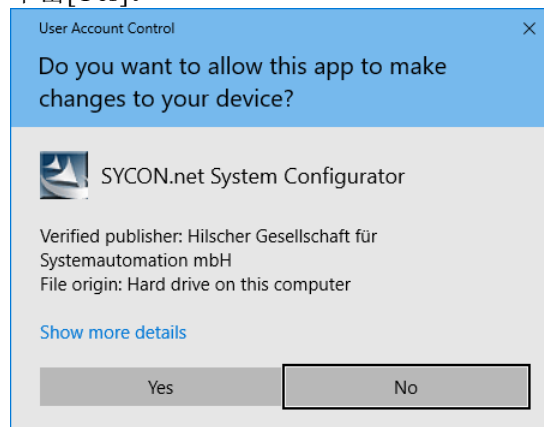 User Account Control
Do you want to allow this app to make
changes to your device?
SYCON.net System Configurator
Verified publisher: Hilscher Gesellschaft für
Systemautomation mbH
File origin: Hard drive on this computer
Show more details
Yes
No